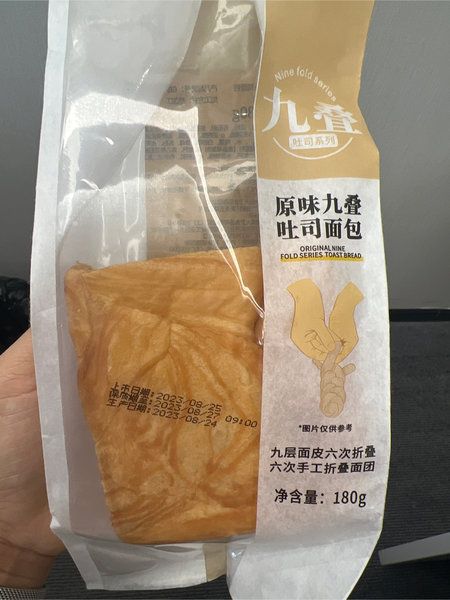 Nine fold series
九叠
吐司系列
原味九叠
吐司面包
ORIGINALNINE
FOLD SERIES TOAST BREAD
*图片仅供参考
九层面皮六次折叠
六次手工折叠面团
净含量：180g
上市日期：2023/08/25
保质期至：2023/08/27 09:00
生产日期：2023/08/24